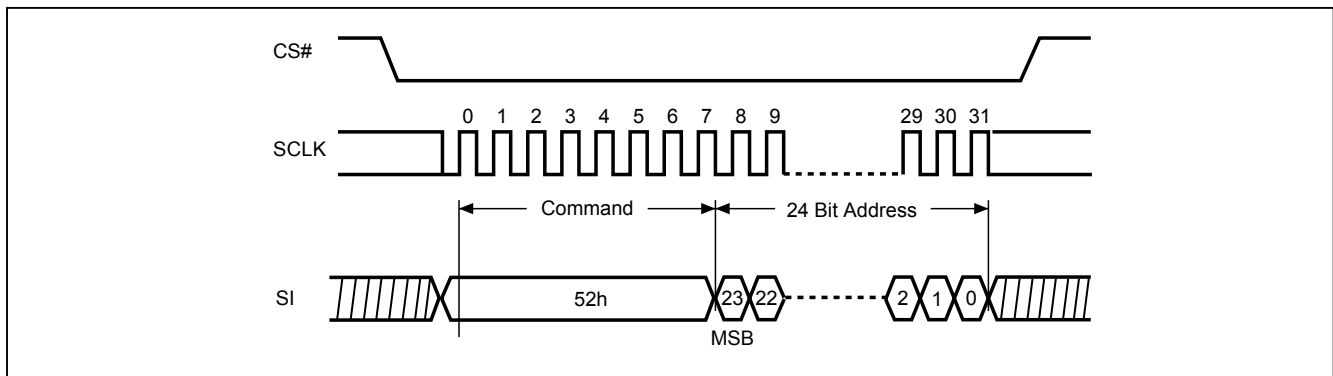 CS#
0 1 2 3 4 5 6 7 8 9 29 30 31
SCLK
Command 24 Bit Address
SI 52h 23 22 2 1 0
MSB